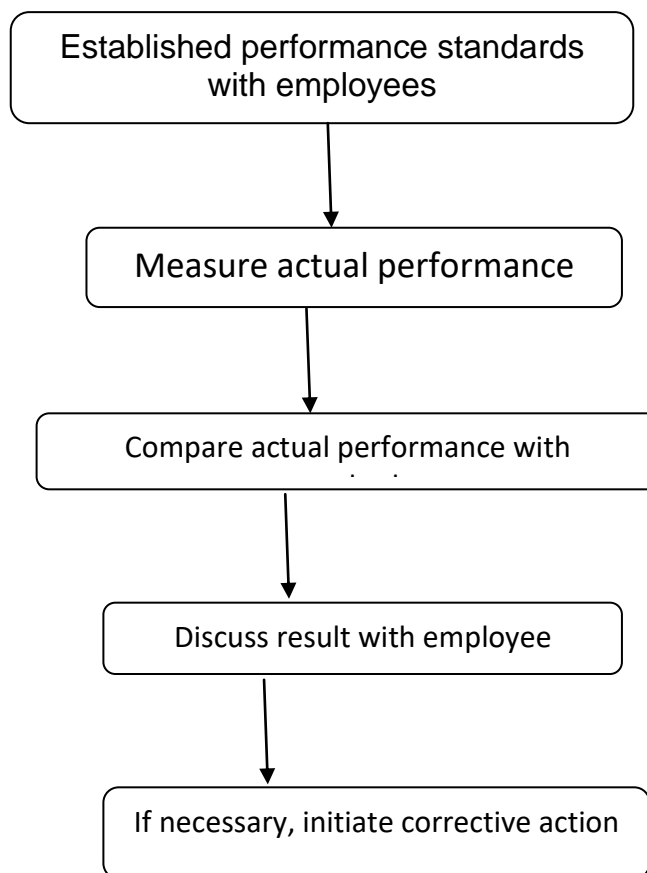 Established performance standards
with employees
Measure actual performance
Compare actual performance with
Discuss result with employee
If necessary, initiate corrective action